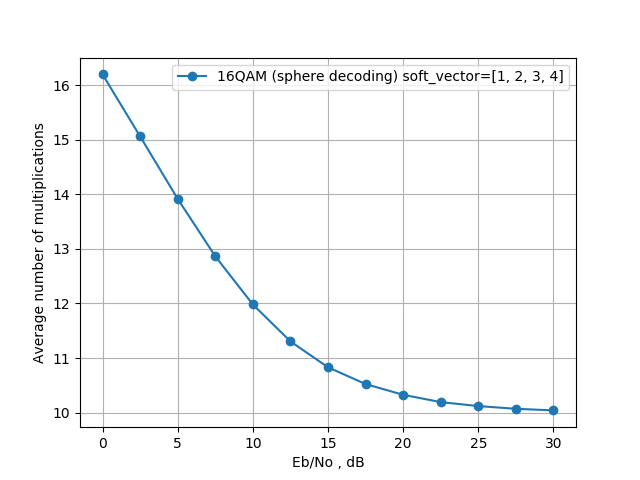 16QAM (sphere decoding) soft_vector=[1, 2, 3, 4]
Average number of multiplications
16
15
14
13
12
11
10
0 5 10 15 20 25 30
Eb/No , dB